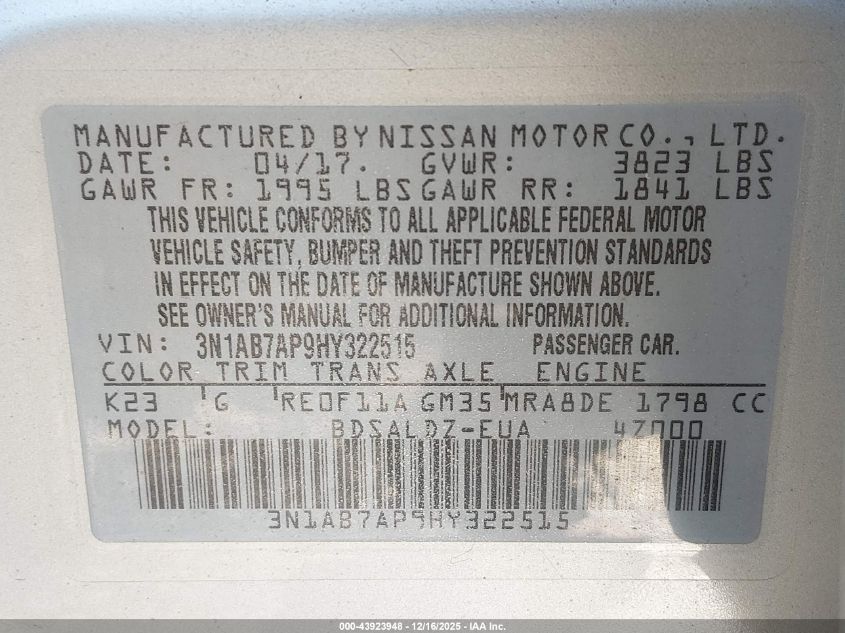 MANUFACTURED BY NISSAN MOTOR CO., LTD.
DATE: 04/17. GVWR: 3823 LBS
GAWR FR: 1995 LBS GAWR RR: 1841 LBS
THIS VEHICLE CONFORMS TO ALL APPLICABLE FEDERAL MOTOR
VEHICLE SAFETY, BUMPER AND THEFT PREVENTION STANDARDS
IN EFFECT ON THE DATE OF MANUFACTURE SHOWN ABOVE.
SEE OWNER'S MANUAL FOR ADDITIONAL INFORMATION.
VIN: 3N1AB7AP9HY322515 PASSENGER CAR.
COLOR TRIM TRANS AXLE ENGINE
K23 G RE0F11A GM35 MRA8DE 1798 CC
MODEL: BDSALDZ-EUA 4Z000
3N1AB7AP9HY322515
000-43923948 - 12/16/2025 - IAA Inc.